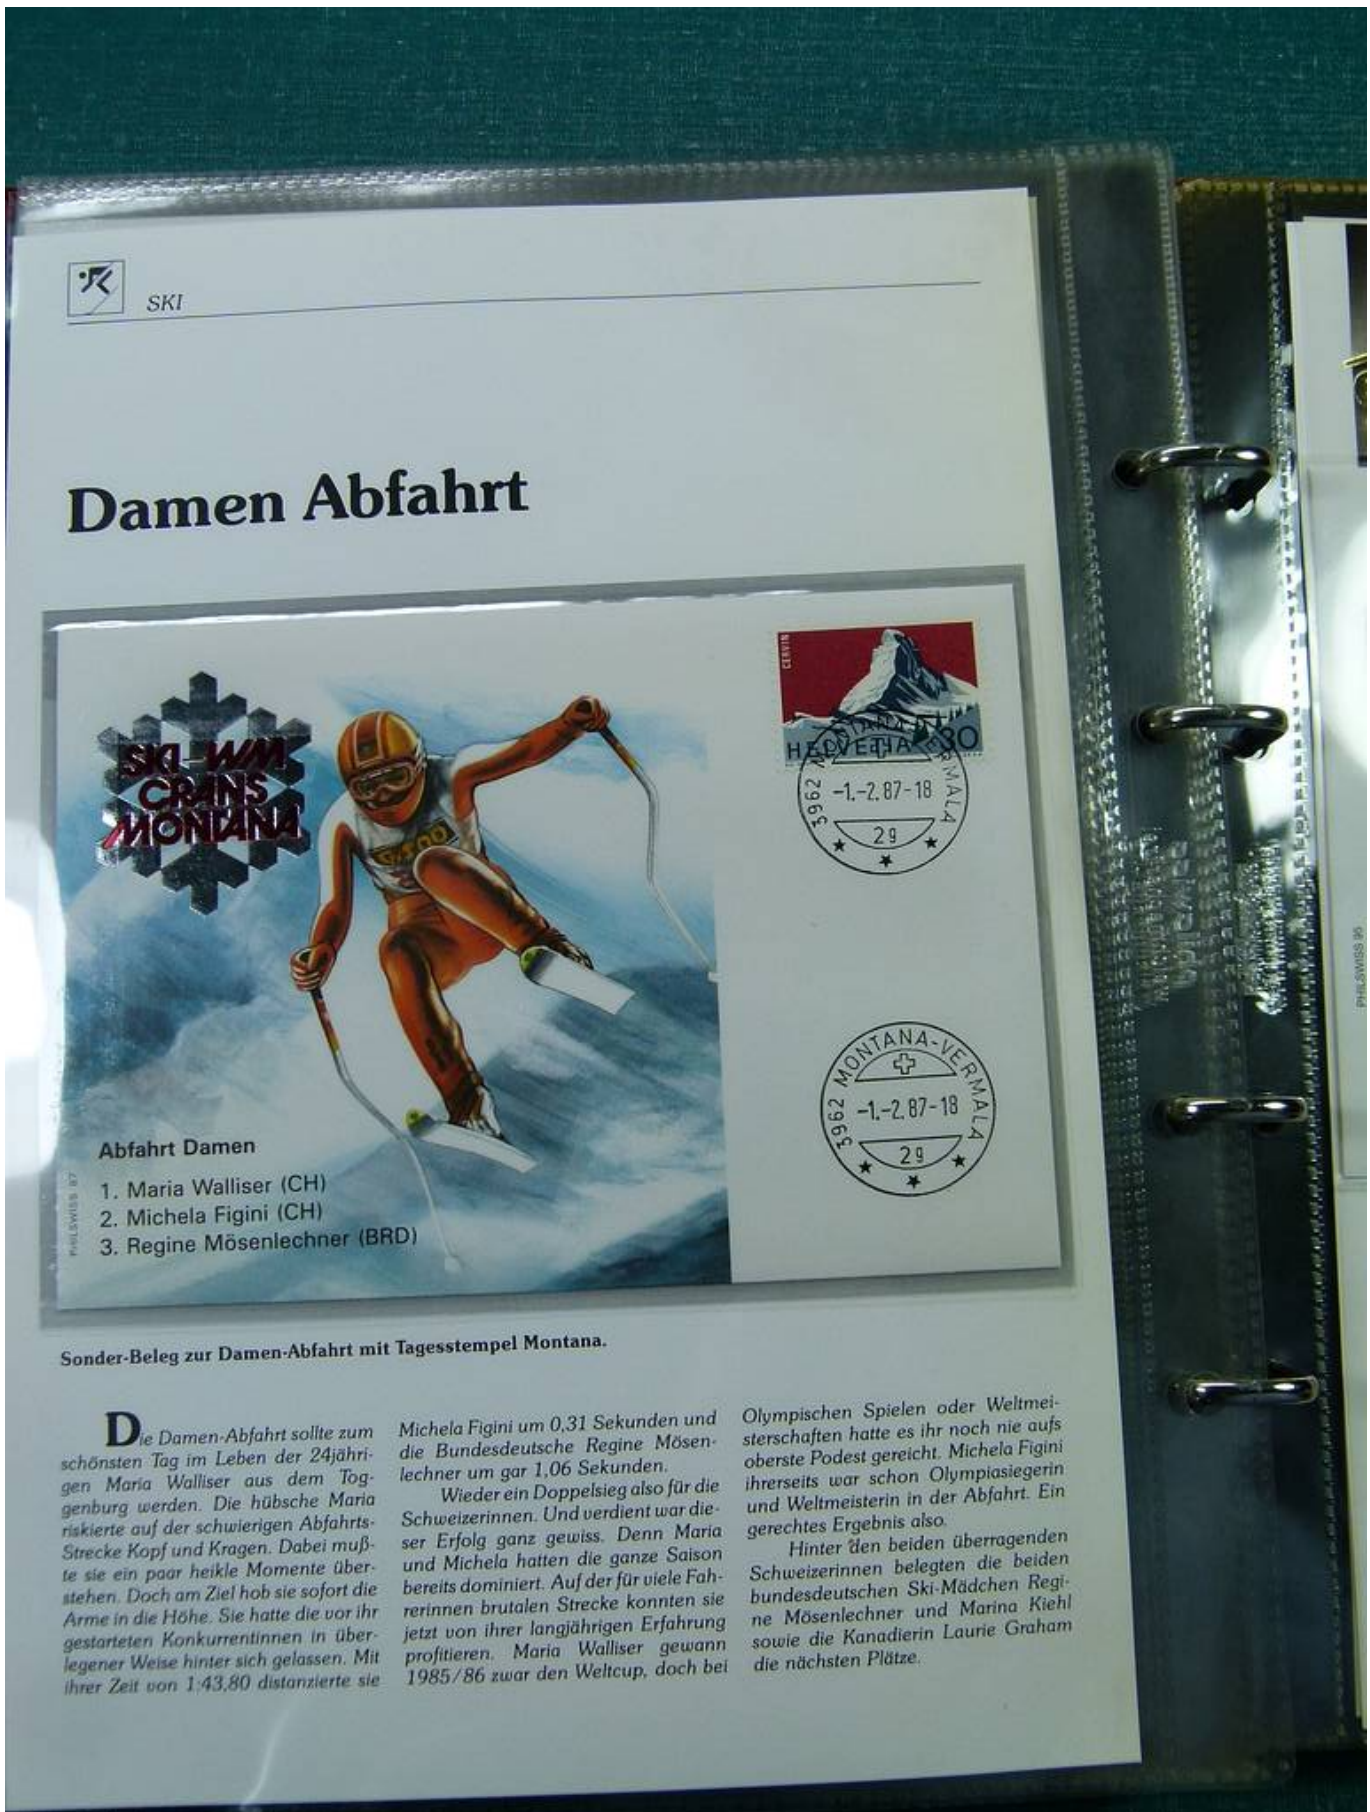 SKI
Damen Abfahrt
SKI WM
CRANS
MONTANA
CERVIN
HELVETIA 30
3962 MONTANA-VERMALA
-1.-2.87-18
29
3962 MONTANA-VERMALA
-1.-2.87-18
29
Abfahrt Damen
1. Maria Walliser (CH)
2. Michela Figini (CH)
3. Regine Mösenlechner (BRD)
PHILSWISS 87
Sonder-Beleg zur Damen-Abfahrt mit Tagesstempel Montana.
Die Damen-Abfahrt sollte zum
schönsten Tag im Leben der 24jähri-
gen Maria Walliser aus dem Tog-
genburg werden. Die hübsche Maria
riskierte auf der schwierigen Abfahrts-
Strecke Kopf und Kragen. Dabei muß-
te sie ein paar heikle Momente über-
stehen. Doch am Ziel hob sie sofort die
Arme in die Höhe. Sie hatte die vor ihr
gestarteten Konkurrentinnen in über-
legener Weise hinter sich gelassen. Mit
ihrer Zeit von 1:43,80 distanzierte sie
Michela Figini um 0,31 Sekunden und
die Bundesdeutsche Regine Mösen-
lechner um gar 1,06 Sekunden.
Wieder ein Doppelsieg also für die
Schweizerinnen. Und verdient war die-
ser Erfolg ganz gewiss. Denn Maria
und Michela hatten die ganze Saison
bereits dominiert. Auf der für viele Fah-
rerinnen brutalen Strecke konnten sie
jetzt von ihrer langjährigen Erfahrung
profitieren. Maria Walliser gewann
1985/86 zwar den Weltcup, doch bei
Olympischen Spielen oder Weltmei-
sterschaften hatte es ihr noch nie aufs
oberste Podest gereicht. Michela Figini
ihrerseits war schon Olympiasiegerin
und Weltmeisterin in der Abfahrt. Ein
gerechtes Ergebnis also.
Hinter den beiden überragenden
Schweizerinnen belegten die beiden
bundesdeutschen Ski-Mädchen Regi-
ne Mösenlechner und Marina Kiehl
sowie die Kanadierin Laurie Graham
die nächsten Plätze.
PHILSWISS 95